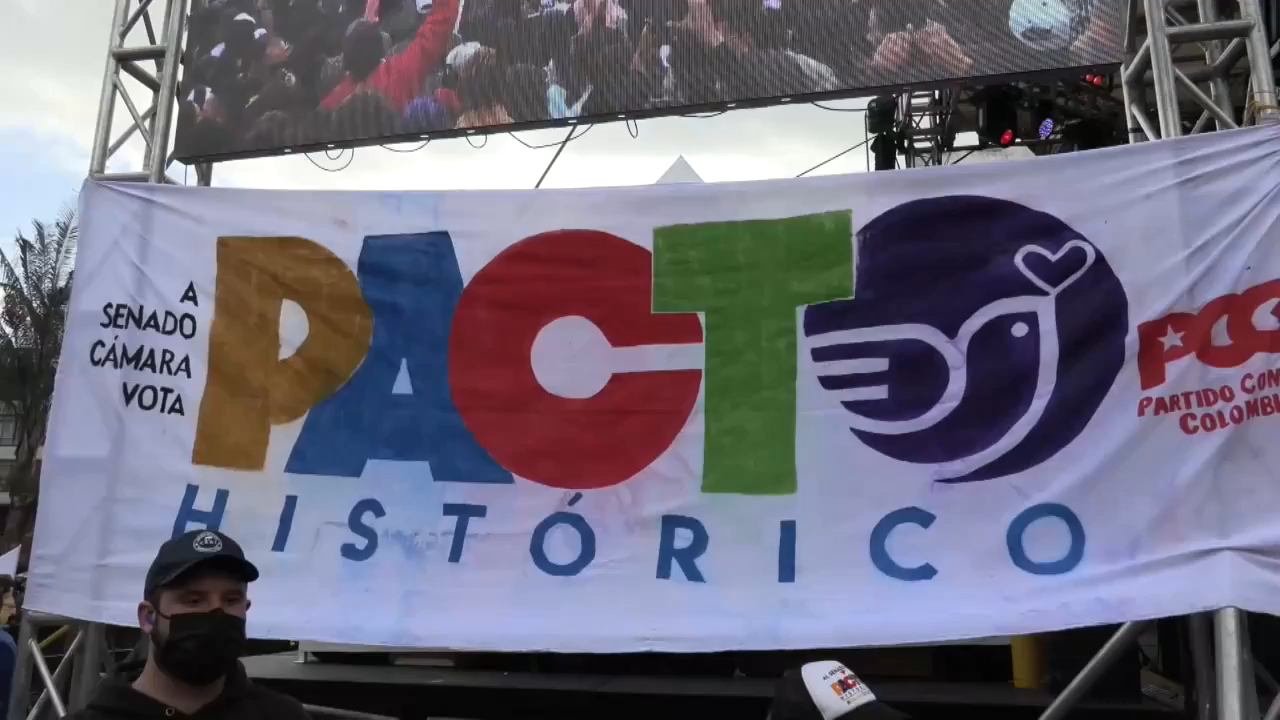 A
SENADO
CÁMARA
VOTA
PACTO
HISTÓRICO
PARTIDO